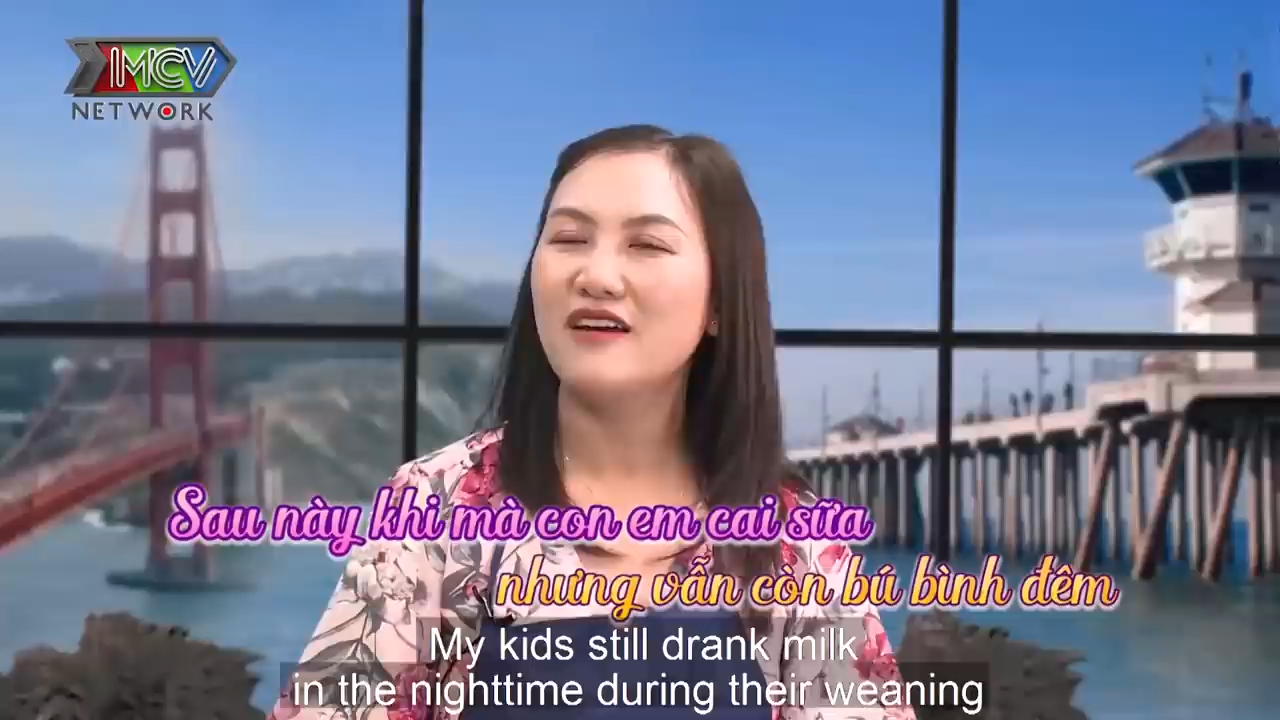 MCV
NETWORK
Sau này khi mà con em cai sữa
nhưng vẫn còn bú bình đêm
My kids still drank milk
in the nighttime during their weaning